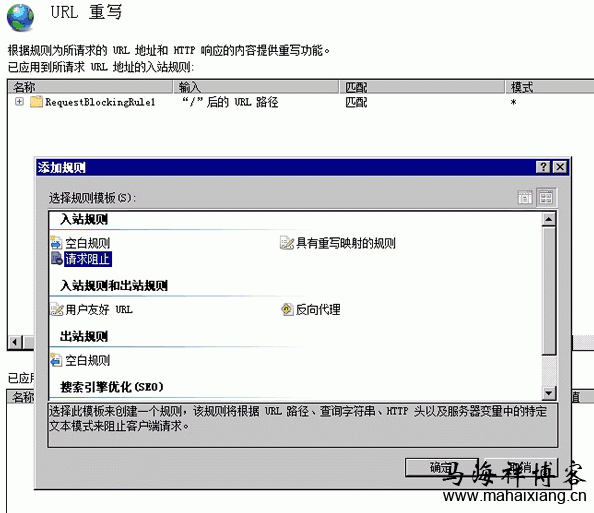 URL 重写
根据规则为所请求的 URL 地址和 HTTP 响应的内容提供重写功能。
已应用到所请求 URL 地址的入站规则:
名称 输入 匹配 模式
RequestBlockingRule1 “/”后的 URL 路径 匹配 *
添加规则
选择规则模板(S):
入站规则
空白规则 具有重写映射的规则
请求阻止
入站规则和出站规则
用户友好 URL 反向代理
出站规则
空白规则
搜索引擎优化(SEO)
已应
名称 值
选择此模板来创建一个规则，该规则将根据 URL 路径、查询字符串、HTTP 头以及服务器变量中的特定
文本模式来阻止客户端请求。
确定 取消
马海祥博客
www.mahaixiang.cn